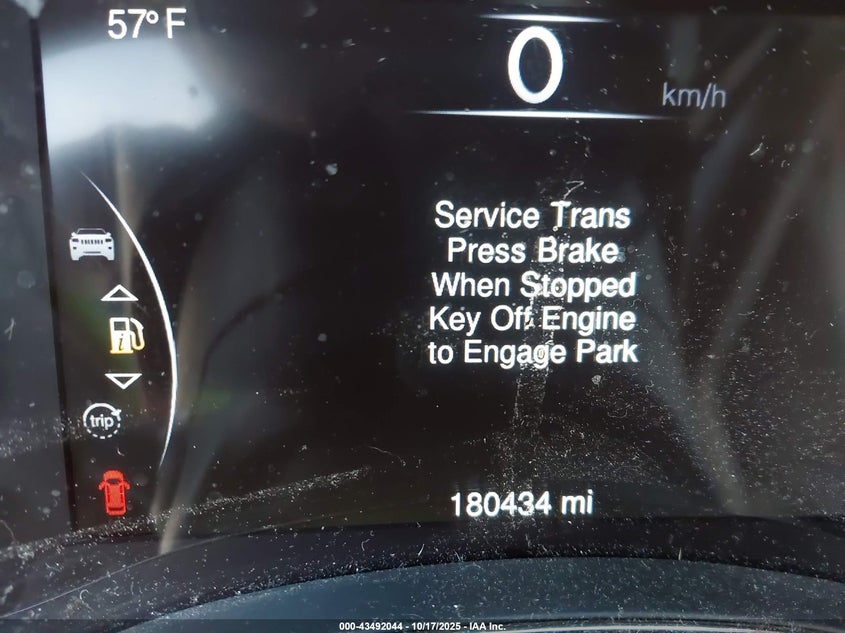 57° F
0
km/h
Service Trans
Press Brake
When Stopped
Key Off Engine
to Engage Park
trip
180434 mi
000-43492044 - 10/17/2025 - IAA Inc.